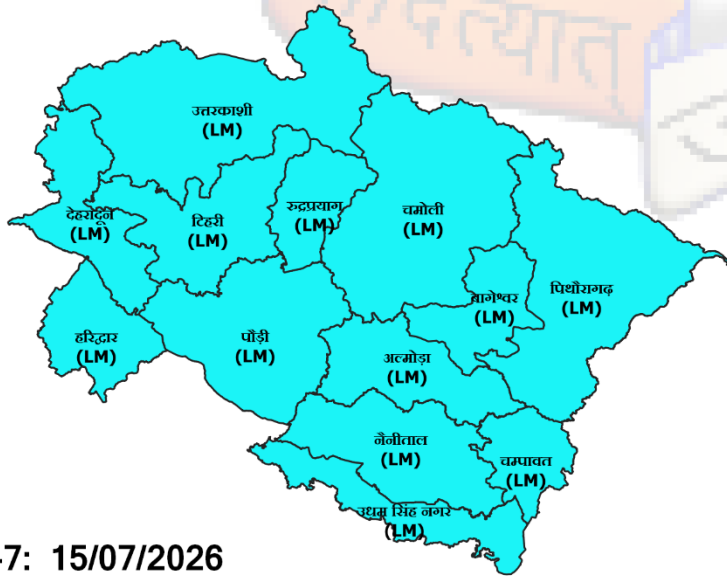 उत्तरकाशी
(LM)
देहरादून
(LM)
टिहरी
(LM)
रुद्रप्रयाग
(LM)
चमोली
(LM)
बागेश्वर
(LM)
पिथौरागढ़
(LM)
हरिद्वार
(LM)
पौड़ी
(LM)
अल्मोड़ा
(LM)
नैनीताल
(LM)
चम्पावत
(LM)
उधम सिंह नगर
(LM)
7: 15/07/2026